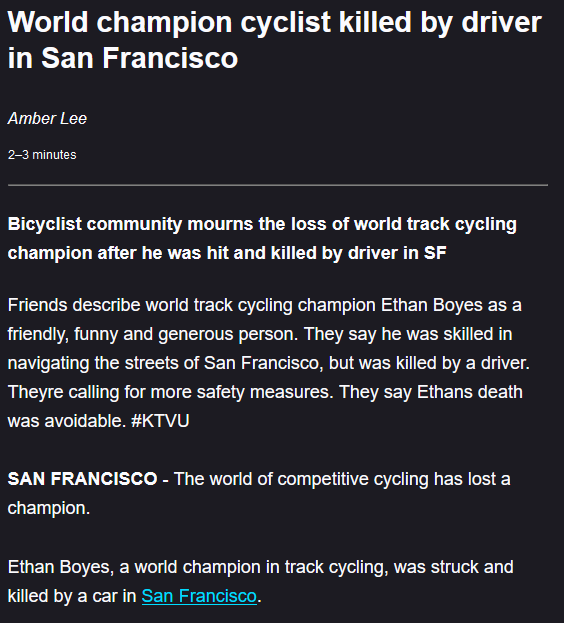 World champion cyclist killed by driver
in San Francisco
Amber Lee
2–3 minutes
Bicyclist community mourns the loss of world track cycling
champion after he was hit and killed by driver in SF
Friends describe world track cycling champion Ethan Boyes as a
friendly, funny and generous person. They say he was skilled in
navigating the streets of San Francisco, but was killed by a driver.
Theyre calling for more safety measures. They say Ethans death
was avoidable. #KTVU
SAN FRANCISCO - The world of competitive cycling has lost a
champion.
Ethan Boyes, a world champion in track cycling, was struck and
killed by a car in San Francisco.